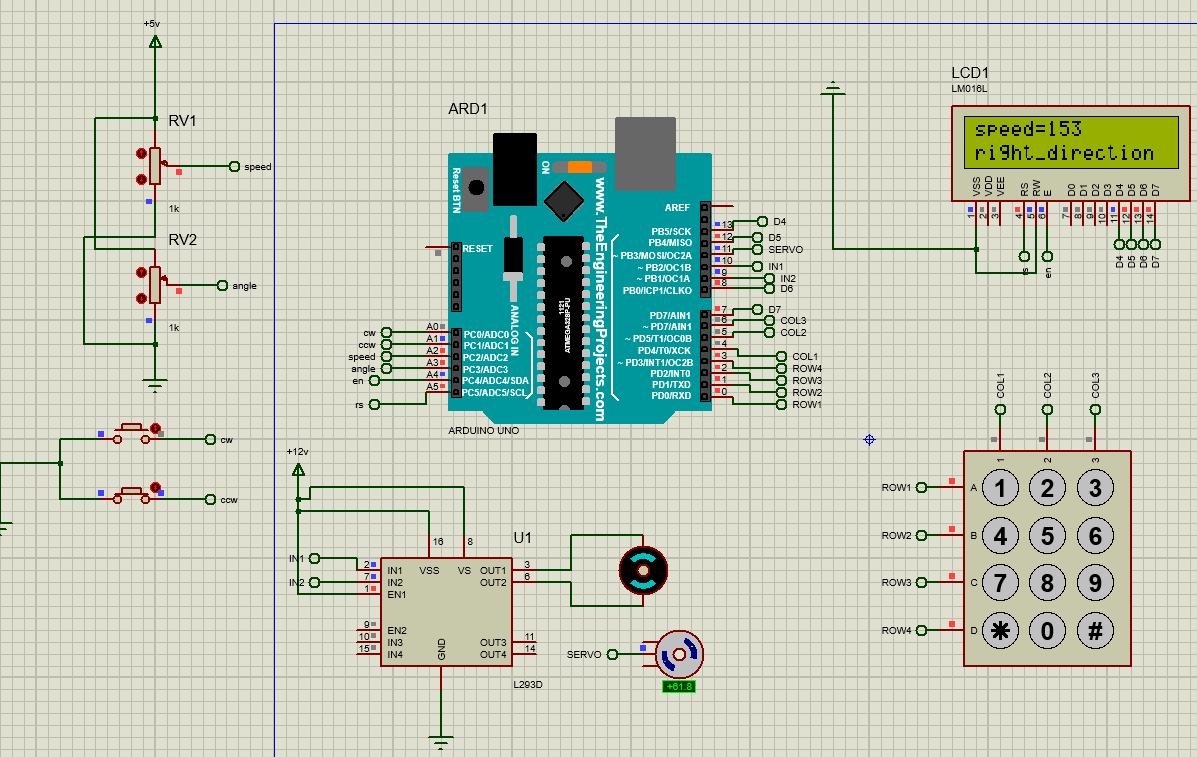 +5v
RV1
speed
1k
RV2
angle
1k
cw
ccw
ARD1
Reset BTN
ON
www.TheEngineeringProjects.com
ANALOG IN
1121
ATMEGA328P-PU
RESET
A0 PC0/ADC0
A1 PC1/ADC1
A2 PC2/ADC2
A3 PC3/ADC3
A4 PC4/ADC4/SDA
A5 PC5/ADC5/SCL
cw
ccw
speed
angle
en
rs
AREF
PB5/SCK 13 D4
PB4/MISO 12 D5
~ PB3/MOSI/OC2A 11 SERVO
~ PB2/OC1B 10 IN1
~ PB1/OC1A 9 IN2
PB0/ICP1/CLKO 8 D6
PD7/AIN1 7 D7
~ PD7/AIN1 6 COL3
~ PD5/T1/OC0B 5 COL2
PD4/T0/XCK 4 COL1
~ PD3/INT1/OC2B 3 ROW4
PD2/INT0 2 ROW3
PD1/TXD 1 ROW2
PD0/RXD 0 ROW1
ARDUINO UNO
LCD1
LM016L
speed=153
right_direction
VSS VDD VEE RS RW E D0 D1 D2 D3 D4 D5 D6 D7
1 2 3 4 5 6 7 8 9 10 11 12 13 14
rs en D4 D5 D6 D7
+12v
U1
16 8
IN1 2 IN1 VSS VS OUT1 3
IN2 7 IN2 OUT2 6
1 EN1
9 EN2
10 IN3 OUT3 11
15 IN4 OUT4 14
GND
L293D
SERVO
+61.8
COL1 COL2 COL3
1 2 3
ROW1 A 1 2 3
ROW2 B 4 5 6
ROW3 C 7 8 9
ROW4 D * 0 #